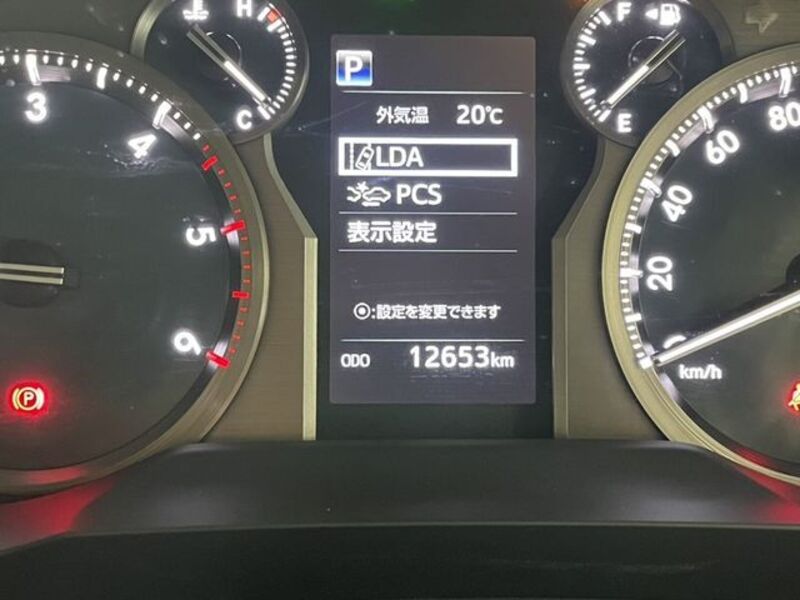 H
C
F
E
3
4
5
6
P
外気温 20℃
LDA
PCS
表示設定
:設定を変更できます
ODO 12653km
20
40
60
80
km/h
P